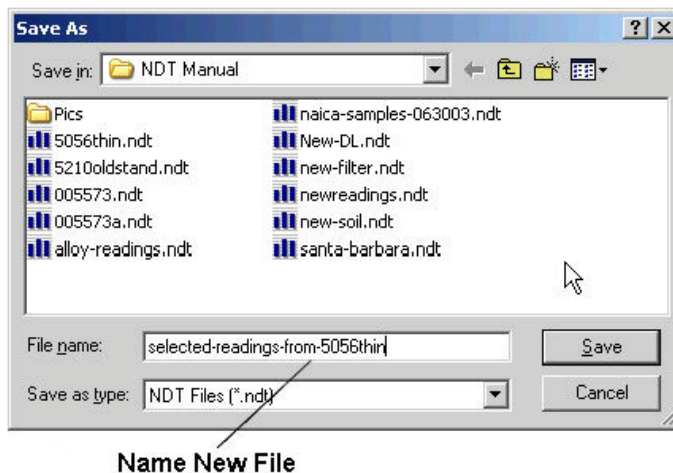 Save As
Save in: NDT Manual
Pics
5056thin.ndt
5210oldstand.ndt
005573.ndt
005573a.ndt
alloy-readings.ndt
naica-samples-063003.ndt
New-DL.ndt
new-filter.ndt
newreadings.ndt
new-soil.ndt
santa-barbara.ndt
File name: selected-readings-from-5056thin
Save
Save as type: NDT Files (*.ndt)
Cancel
Name New File